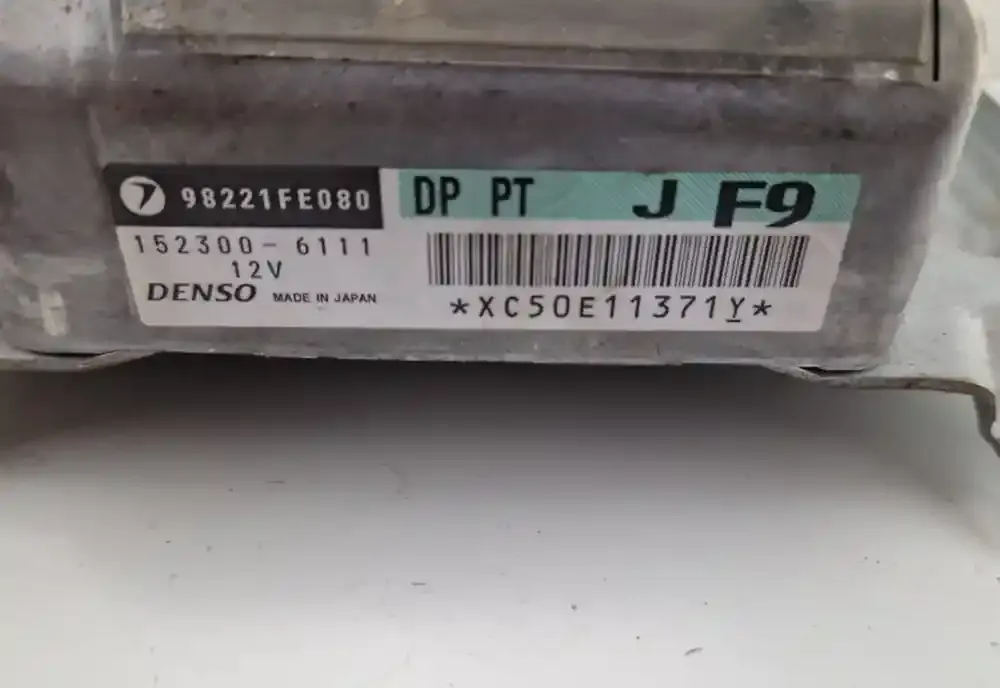 98221FE080
DP PT J F9
152300-6111
12V
DENSO MADE IN JAPAN
*XC50E11371Y*